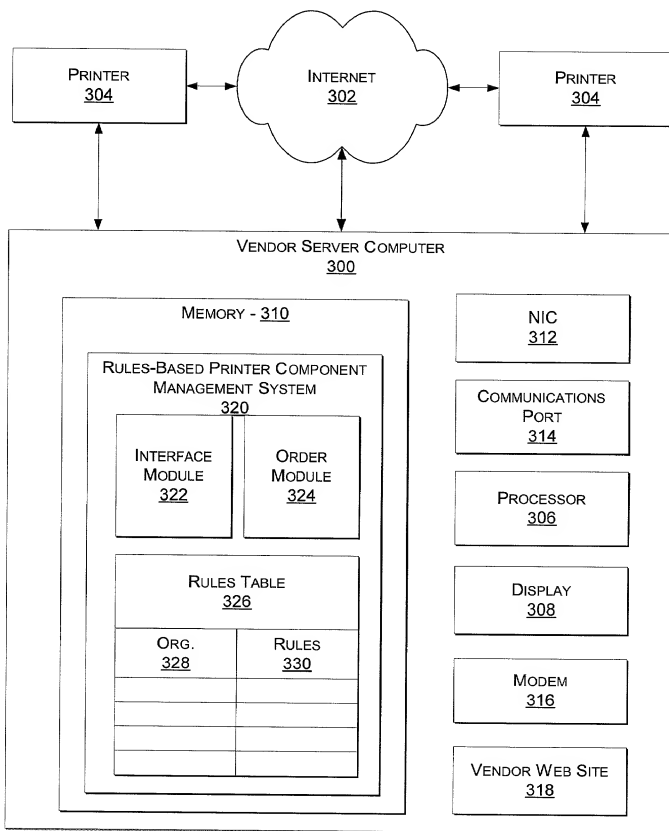 PRINTER
304
INTERNET
302
PRINTER
304
VENDOR SERVER COMPUTER
300
MEMORY - 310
RULES-BASED PRINTER COMPONENT
MANAGEMENT SYSTEM
320
INTERFACE
MODULE
322
ORDER
MODULE
324
RULES TABLE
326
ORG.
328
RULES
330
NIC
312
COMMUNICATIONS
PORT
314
PROCESSOR
306
DISPLAY
308
MODEM
316
VENDOR WEB SITE
318